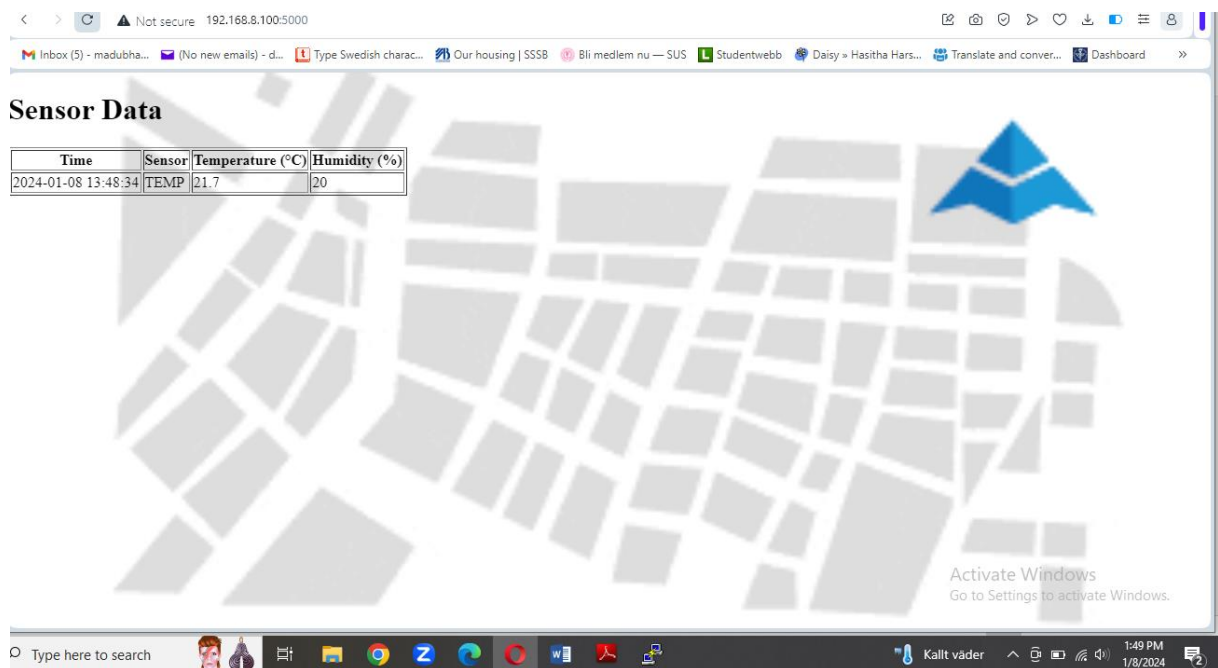 Not secure 192.168.8.100:5000
Inbox (5) - madubha... (No new emails) - d... Type Swedish charac... Our housing | SSSB Bli medlem nu — SUS Studentwebb Daisy » Hasitha Hars... Translate and conver... Dashboard »
Sensor Data
Time Sensor Temperature (°C) Humidity (%)
2024-01-08 13:48:34 TEMP 21.7 20
Activate Windows
Go to Settings to activate Windows.
Type here to search Kallt väder 1:49 PM
1/8/2024